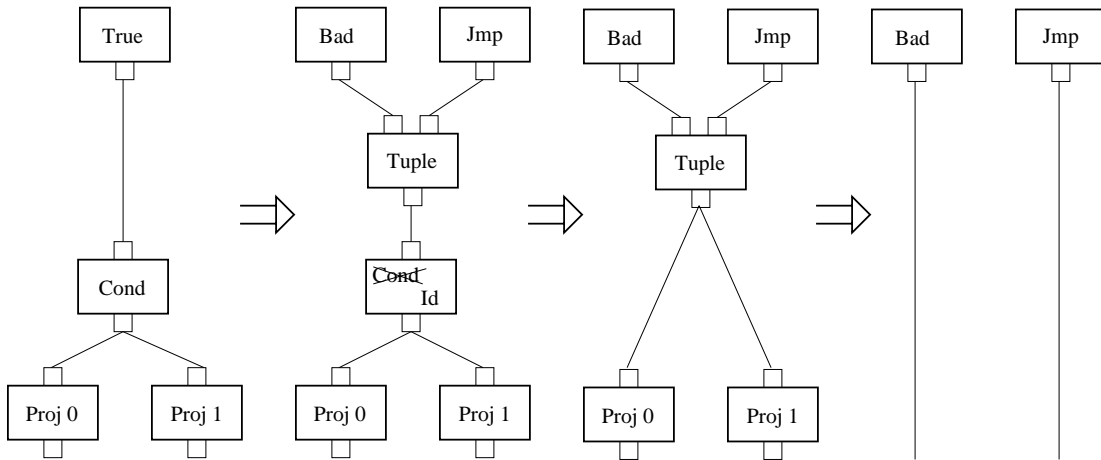 True
Bad
Jmp
Bad
Jmp
Bad
Jmp
Tuple
Tuple
Cond
Cond
Id
Proj 0
Proj 1
Proj 0
Proj 1
Proj 0
Proj 1